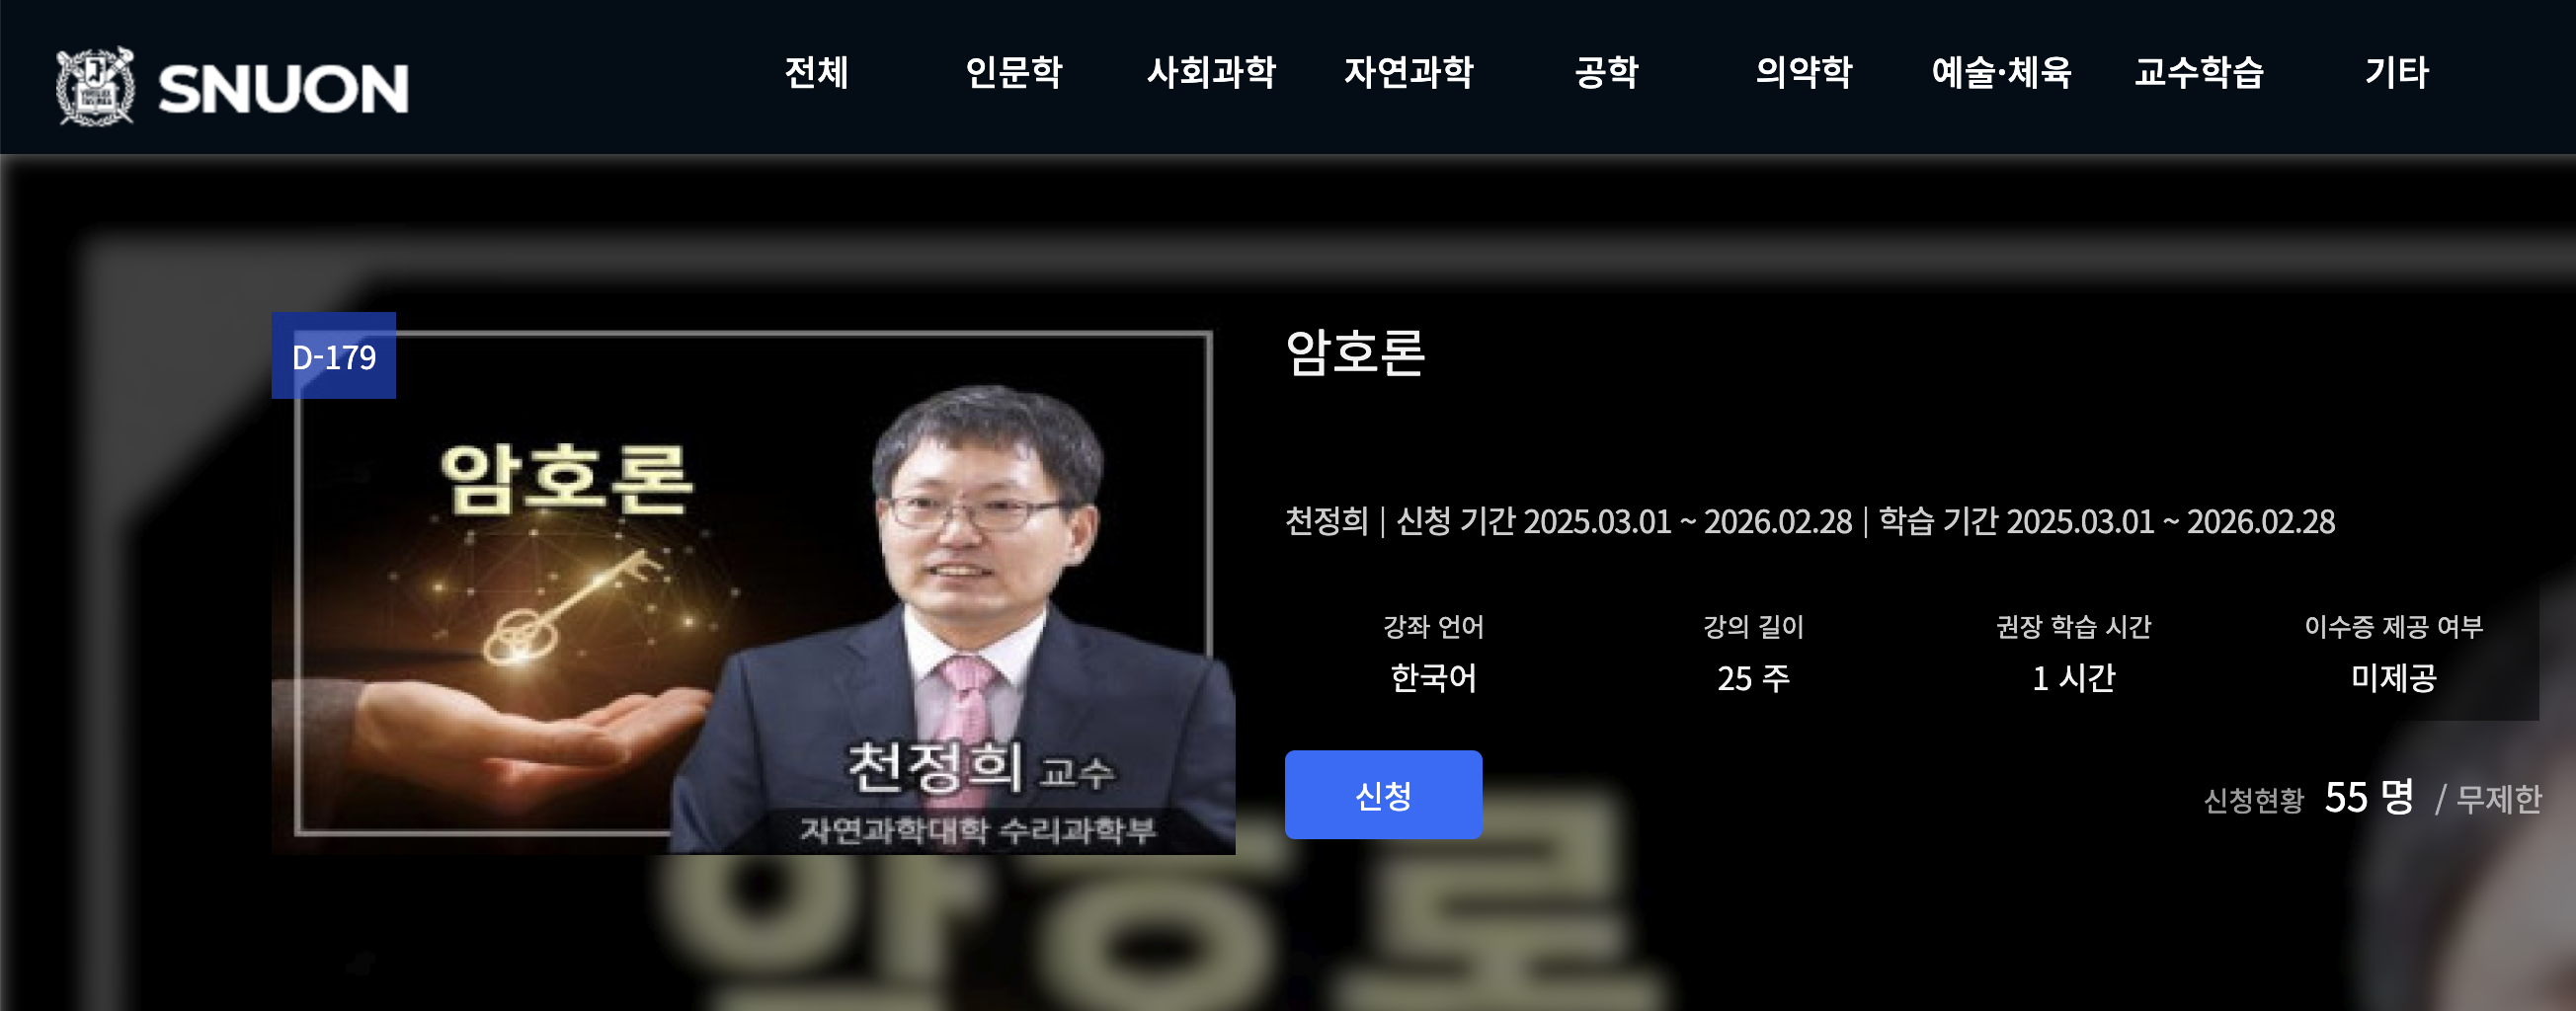 SNUON
전체 인문학 사회과학 자연과학 공학 의약학 예술·체육 교수학습 기타
D-179
암호론
천정희 교수
자연과학대학 수리과학부
암호론
천정희 | 신청 기간 2025.03.01 ~ 2026.02.28 | 학습 기간 2025.03.01 ~ 2026.02.28
강좌 언어 강의 길이 권장 학습 시간 이수증 제공 여부
한국어 25 주 1 시간 미제공
신청 신청현황 55 명 / 무제한
암호론